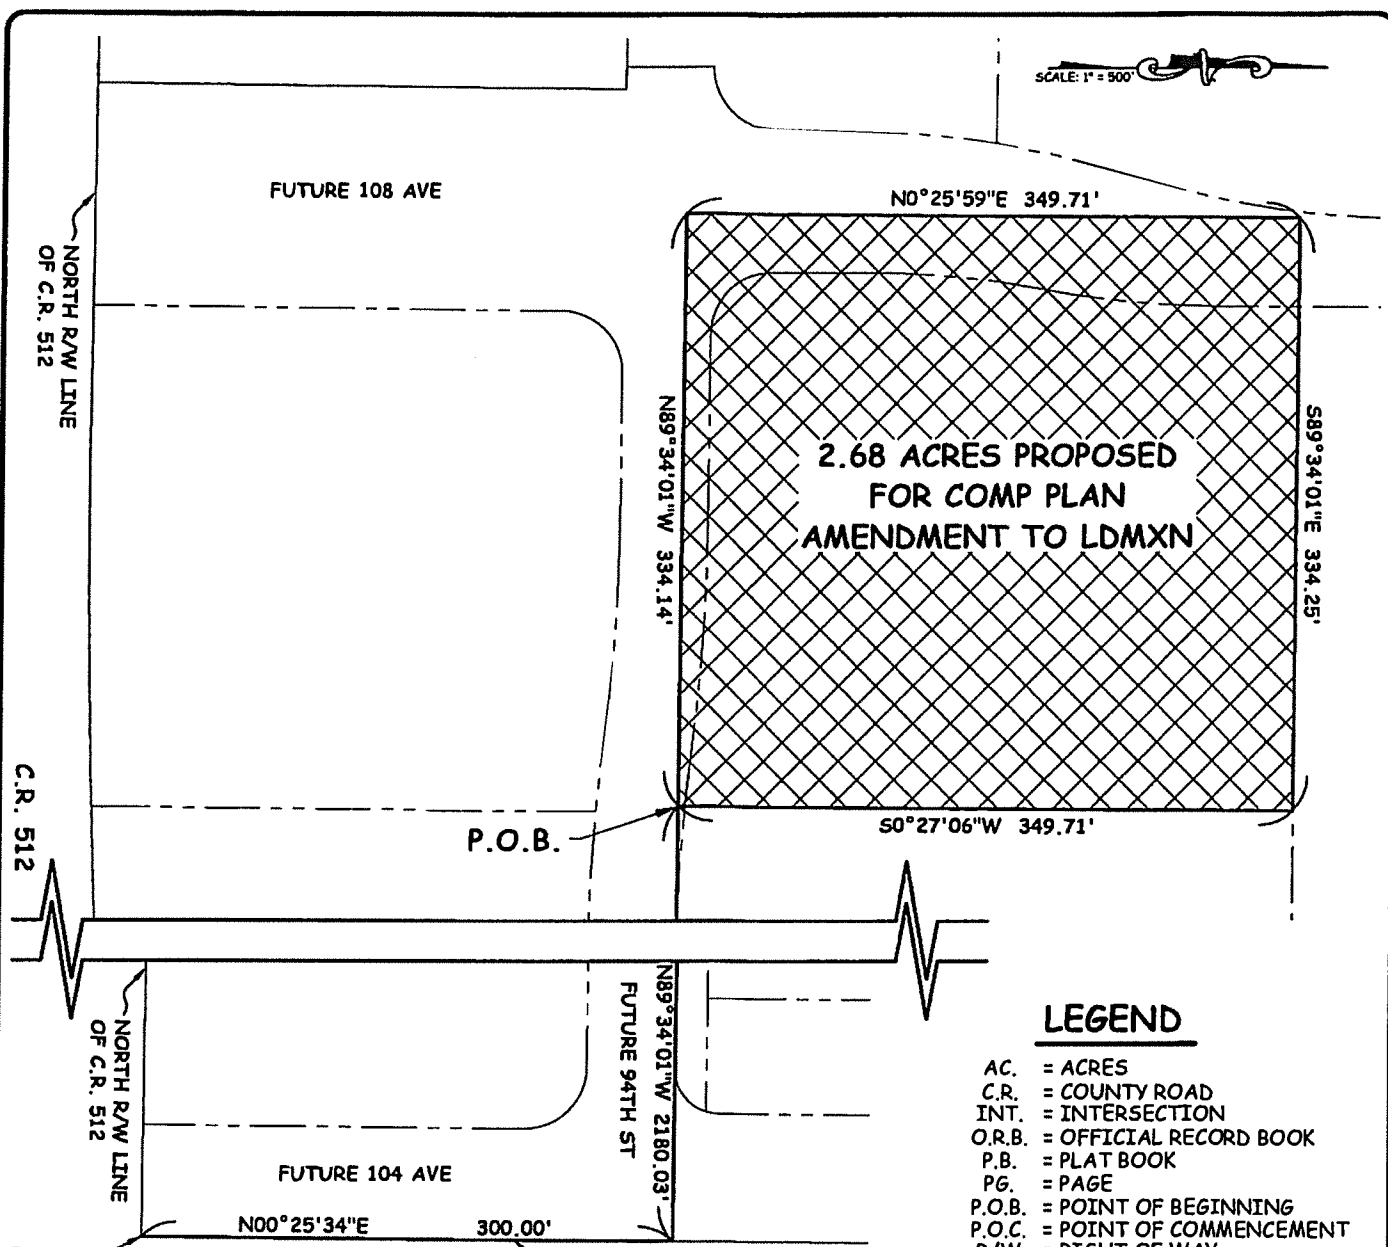 SCALE: 1" = 500'
FUTURE 108 AVE
N0°25'59"E 349.71'
NORTH R/W LINE
OF C.R. 512
N89°34'01"W 334.14'
2.68 ACRES PROPOSED
FOR COMP PLAN
AMENDMENT TO LDMXN
S89°34'01"E 334.25'
C.R. 512
P.O.B.
S0°27'06"W 349.71'
NORTH R/W LINE
OF C.R. 512
FUTURE 94TH ST
N89°34'01"W 2180.03'
FUTURE 104 AVE
N00°25'34"E 300.00'
LEGEND
AC. = ACRES
C.R. = COUNTY ROAD
INT. = INTERSECTION
O.R.B. = OFFICIAL RECORD BOOK
P.B. = PLAT BOOK
PG. = PAGE
P.O.B. = POINT OF BEGINNING
P.O.C. = POINT OF COMMENCEMENT
R/W = RIGHT OF WAY